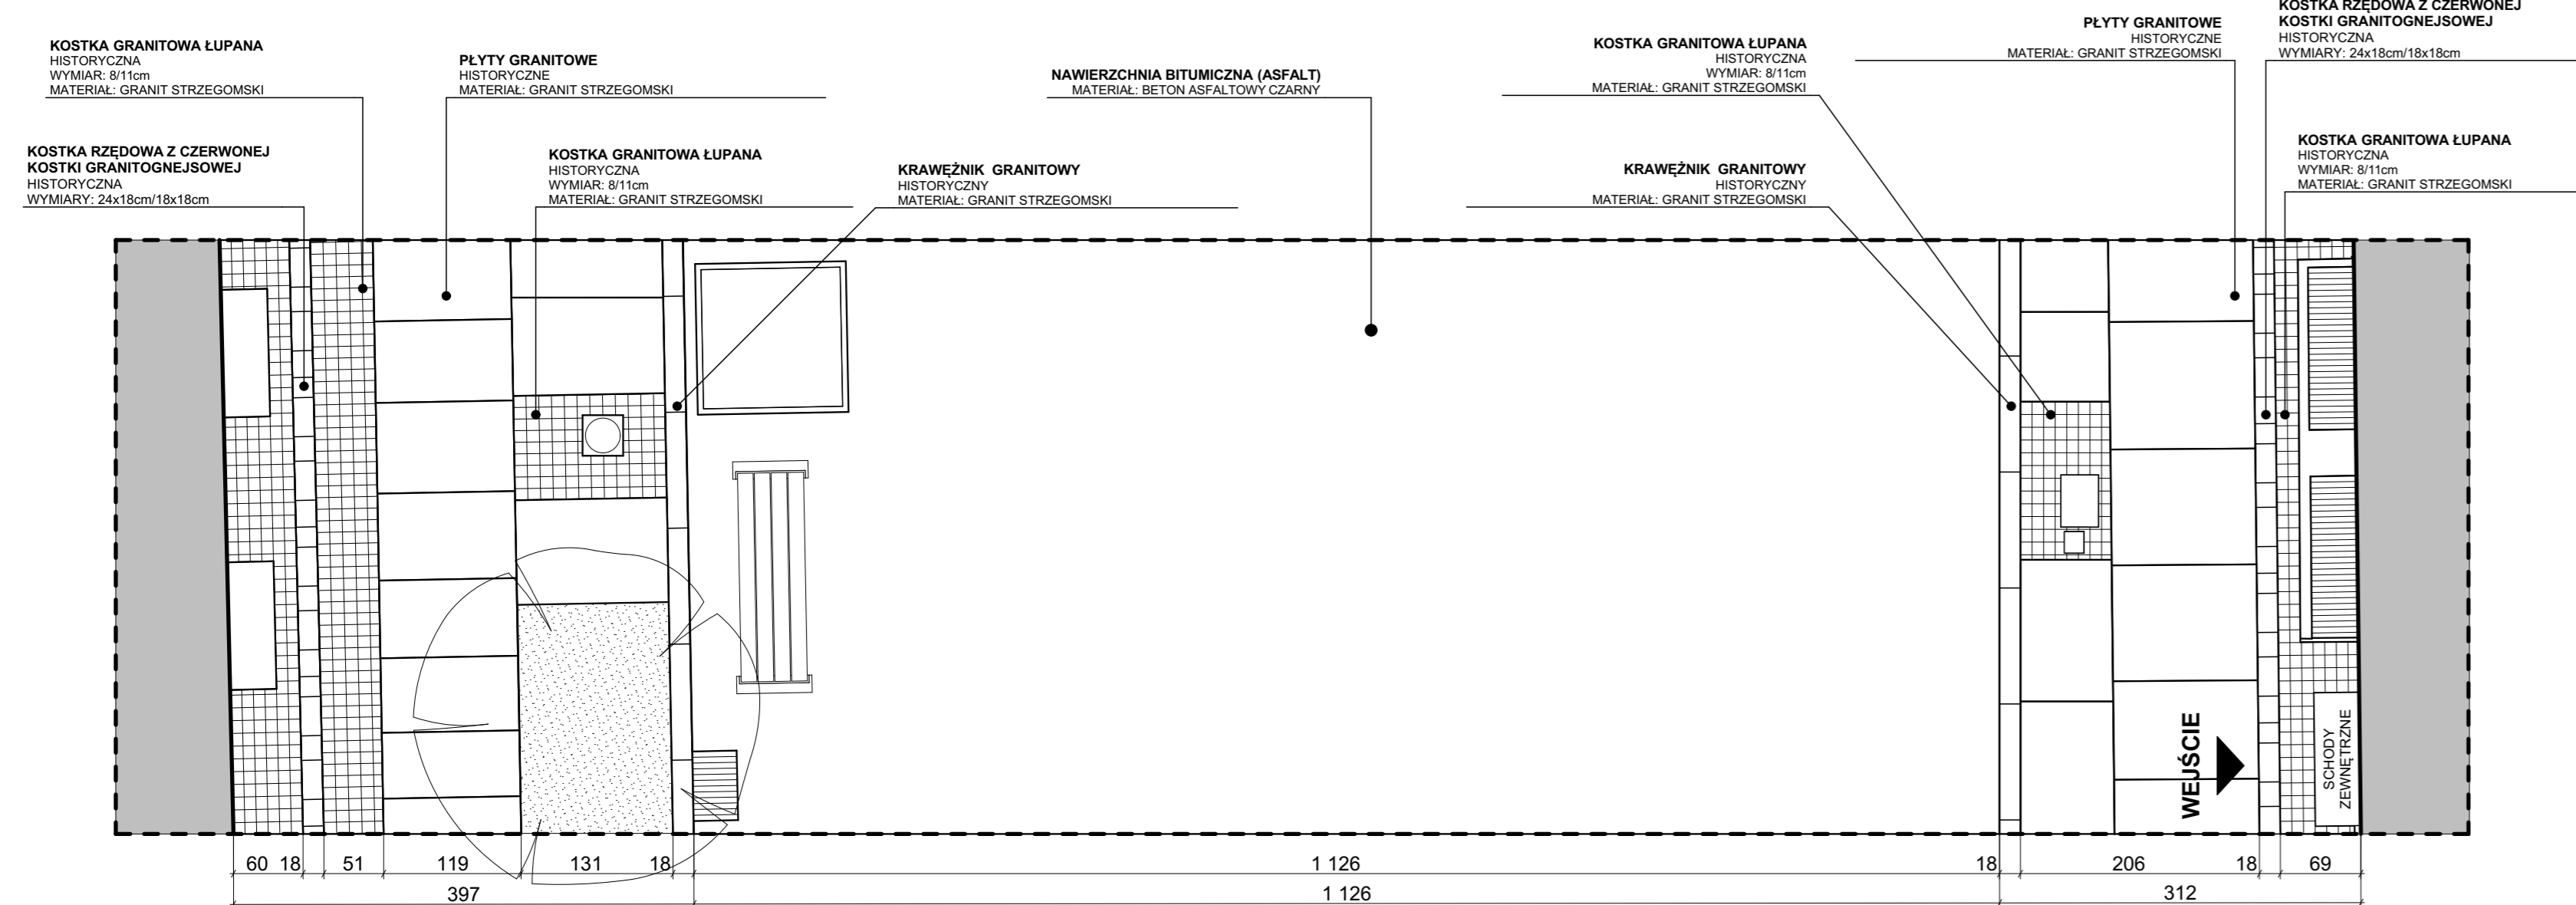 KOSTKA GRANITOWA ŁUPANA
HISTORYCZNA
WYMIAR: 8/11cm
MATERIAŁ: GRANIT STRZEGOMSKI
PŁYTY GRANITOWE
HISTORYCZNE
MATERIAŁ: GRANIT STRZEGOMSKI
NAWIERZCHNIA BITUMICZNA (ASFALT)
MATERIAŁ: BETON ASFALTOWY CZARNY
KOSTKA GRANITOWA ŁUPANA
HISTORYCZNA
WYMIAR: 8/11cm
MATERIAŁ: GRANIT STRZEGOMSKI
PŁYTY GRANITOWE
HISTORYCZNE
MATERIAŁ: GRANIT STRZEGOMSKI
KOSTKA RZĘDOWA Z CZERWONEJ
KOSTKI GRANITOGNEJSOWEJ
HISTORYCZNA
WYMIARY: 24x18cm/18x18cm
KOSTKA RZĘDOWA Z CZERWONEJ
KOSTKI GRANITOGNEJSOWEJ
HISTORYCZNA
WYMIARY: 24x18cm/18x18cm
KOSTKA GRANITOWA ŁUPANA
HISTORYCZNA
WYMIAR: 8/11cm
MATERIAŁ: GRANIT STRZEGOMSKI
KRAWĘŻNIK GRANITOWY
HISTORYCZNY
MATERIAŁ: GRANIT STRZEGOMSKI
KRAWĘŻNIK GRANITOWY
HISTORYCZNY
MATERIAŁ: GRANIT STRZEGOMSKI
KOSTKA GRANITOWA ŁUPANA
HISTORYCZNA
WYMIAR: 8/11cm
MATERIAŁ: GRANIT STRZEGOMSKI
WEJŚCIE
SCHODY
ZEWNĘTRZNE
60 18 51 119 131 18 1 126 18 206 18 69
397 1 126 312